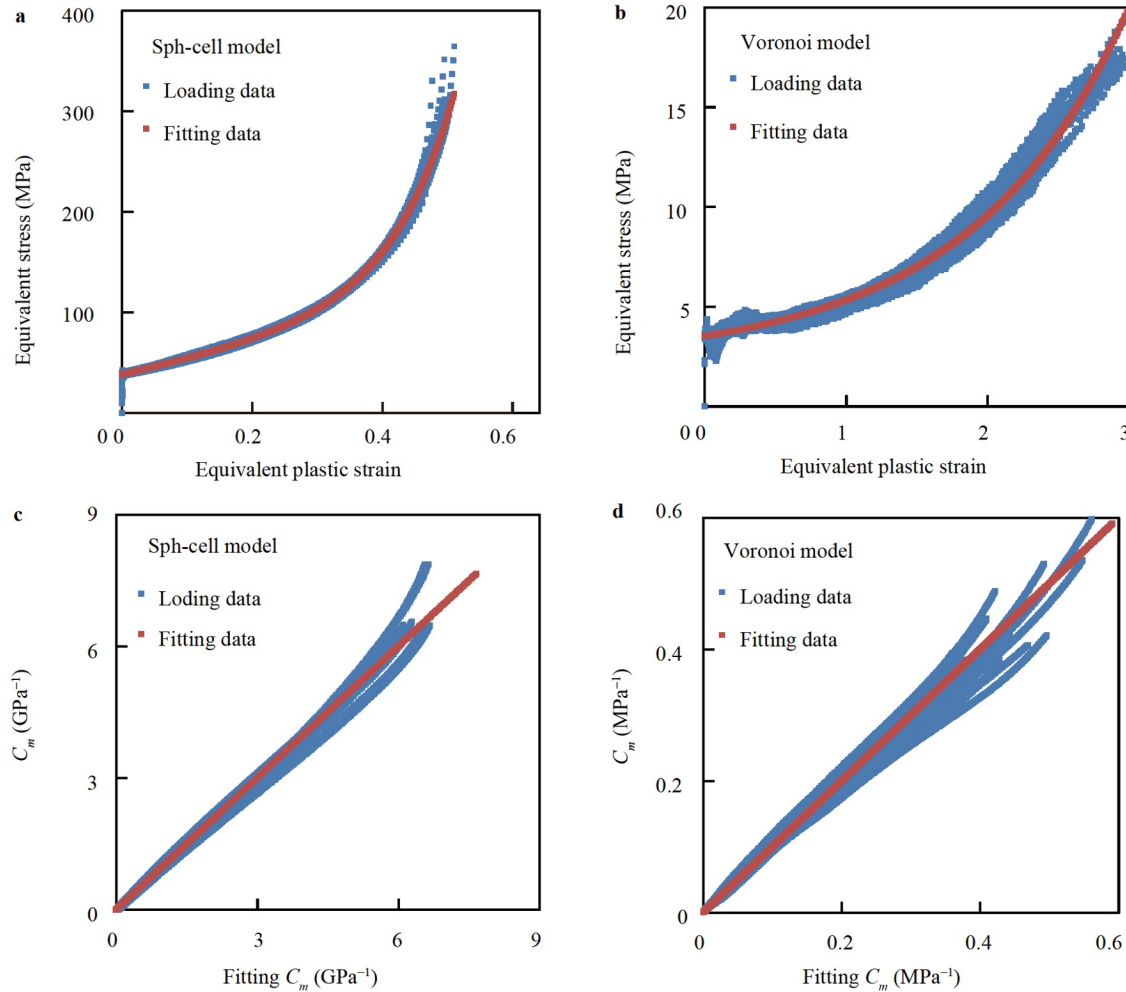 a
400
Sph-cell model
Loading data
Fitting data
300
200
100
0 0
0.2
0.4
0.6
Equivalentt stress (MPa)
Equivalent plastic strain
b
20
Voronoi model
Loading data
Fitting data
15
10
5
0 0
1
2
3
Equivalent stress (MPa)
Equivalent plastic strain
c
9
Sph-cell model
Loding data
Fitting data
6
3
0
0
3
6
9
Cₘ (GPa⁻¹)
Fitting Cₘ (GPa⁻¹)
d
0.6
Voronoi model
Loading data
Fitting data
0.4
0.2
0
0
0.2
0.4
0.6
Cₘ (MPa⁻¹)
Fitting Cₘ (MPa⁻¹)